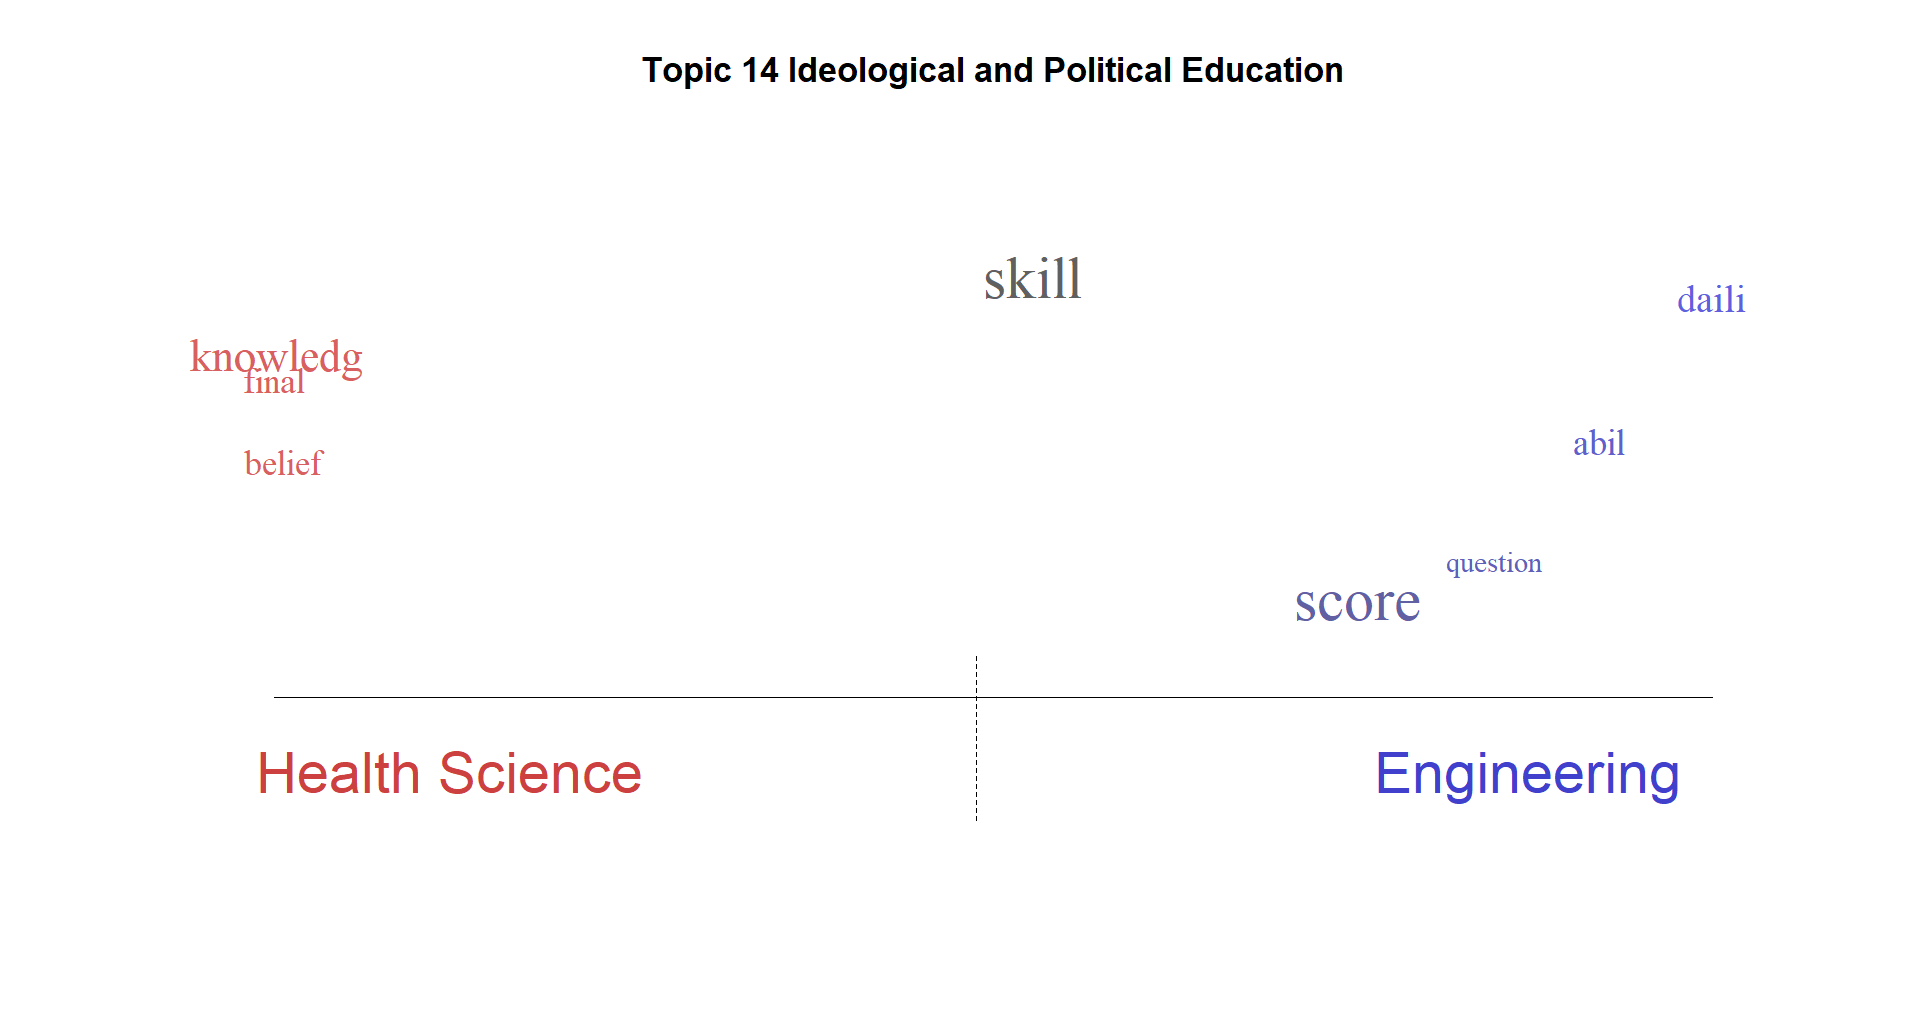 Topic 14 Ideological and Political Education
skill
daili
knowledg
final
abil
belief
question
score
Health Science
Engineering